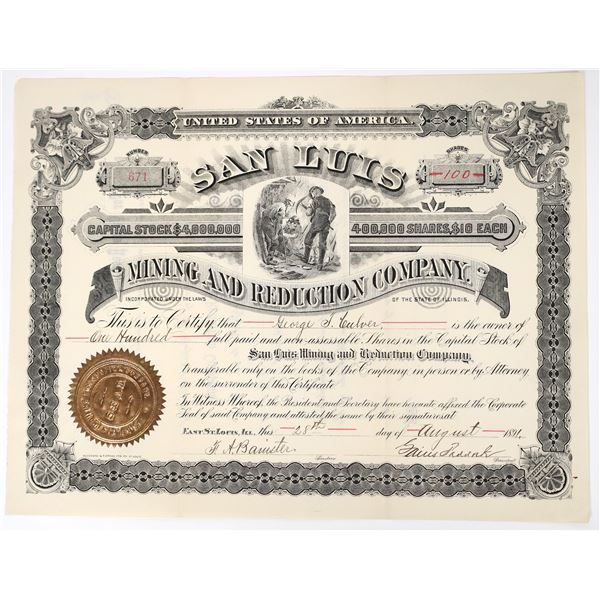 UNITED STATES OF AMERICA.
NUMBER
671
SHARES
100
SAN LUIS
CAPITAL STOCK $4,000,000
400,000 SHARES, $10 EACH
MINING AND REDUCTION COMPANY.
INCORPORATED UNDER THE LAWS
OF THE STATE OF ILLINOIS.
This is to Certify that George S. Culver, is the owner of
One Hundred full paid and non-assessable Shares in the Capital Stock of
San Luis Mining and Reduction Company,
transferable only on the books of the Company in person or by Attorney
on the surrender of this Certificate.
In Witness Whereof, the President and Secretary have hereunto affixed the Corporate
Seal of said Company and attested the same by their signatures at
EAST ST. LOUIS, ILL. this 28th day of August 1891.
F. A. Banister
Secretary
Gaius Paddock
President
SEAL